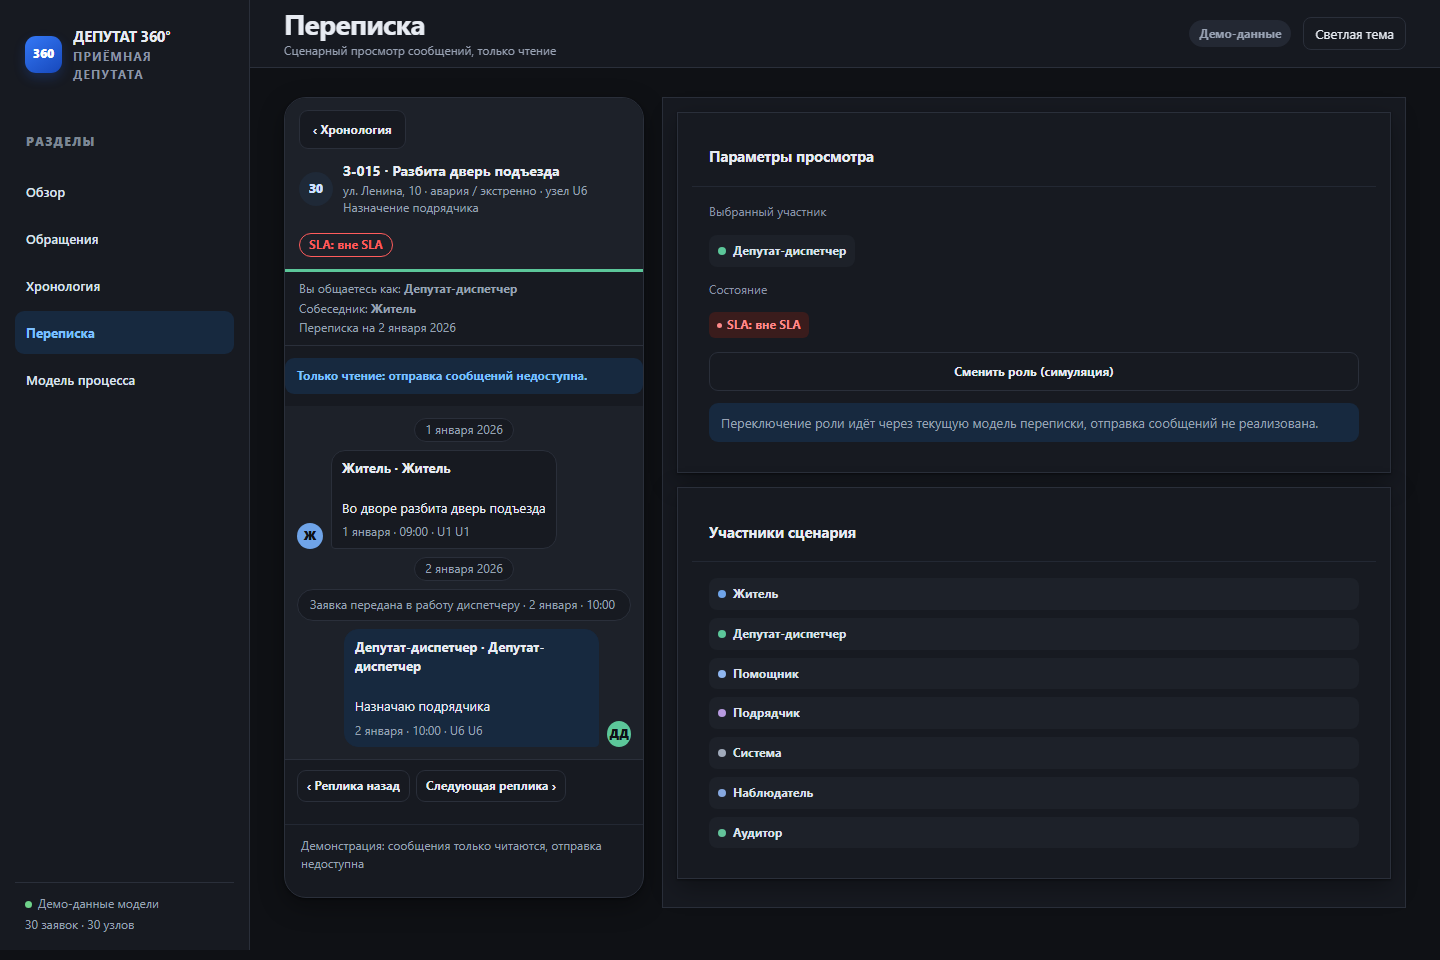 360
ДЕПУТАТ 360°
ПРИЁМНАЯ
ДЕПУТАТА
РАЗДЕЛЫ
Обзор
Обращения
Хронология
Переписка
Модель процесса
Демо-данные модели
30 заявок · 30 узлов
Переписка
Сценарный просмотр сообщений, только чтение
Демо-данные
Светлая тема
‹ Хронология
30
З-015 · Разбита дверь подъезда
ул. Ленина, 10 · авария / экстренно · узел U6
Назначение подрядчика
SLA: вне SLA
Вы общаетесь как: Депутат-диспетчер
Собеседник: Житель
Переписка на 2 января 2026
Только чтение: отправка сообщений недоступна.
1 января 2026
Житель · Житель
Во дворе разбита дверь подъезда
1 января · 09:00 · U1 U1
Ж
2 января 2026
Заявка передана в работу диспетчеру · 2 января · 10:00
Депутат-диспетчер · Депутат-
диспетчер
Назначаю подрядчика
2 января · 10:00 · U6 U6
ДД
‹ Реплика назад
Следующая реплика ›
Демонстрация: сообщения только читаются, отправка
недоступна
Параметры просмотра
Выбранный участник
Депутат-диспетчер
Состояние
SLA: вне SLA
Сменить роль (симуляция)
Переключение роли идёт через текущую модель переписки, отправка сообщений не реализована.
Участники сценария
Житель
Депутат-диспетчер
Помощник
Подрядчик
Система
Наблюдатель
Аудитор